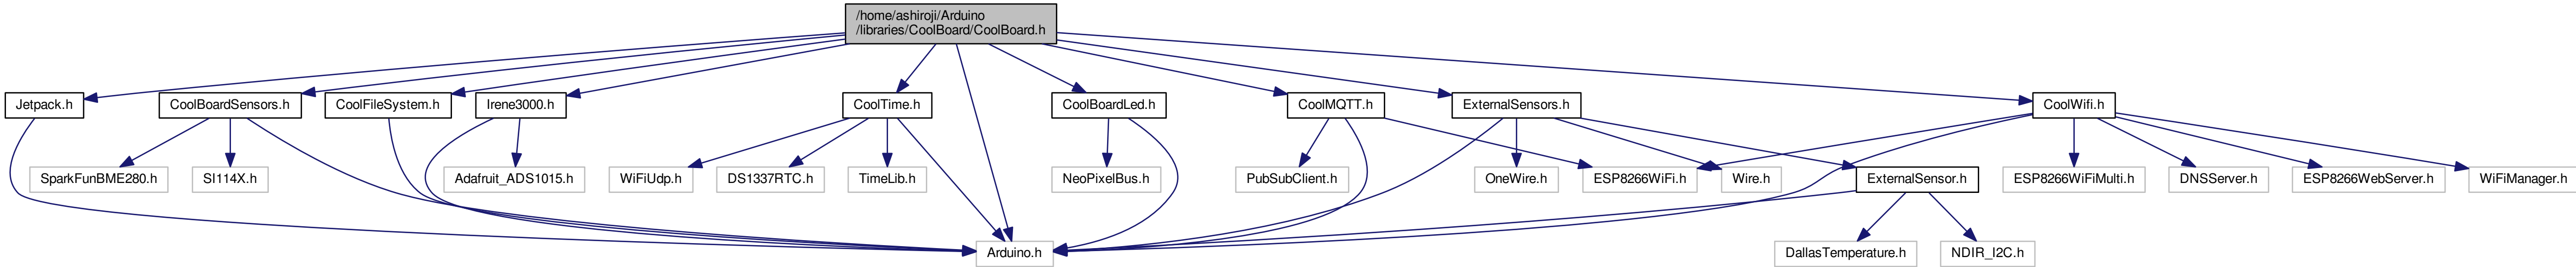 /home/ashiroji/Arduino
/libraries/CoolBoard/CoolBoard.h
Jetpack.h
CoolBoardSensors.h
CoolFileSystem.h
Irene3000.h
CoolTime.h
CoolBoardLed.h
CoolMQTT.h
ExternalSensors.h
CoolWifi.h
SparkFunBME280.h
SI114X.h
Adafruit_ADS1015.h
WiFiUdp.h
DS1337RTC.h
TimeLib.h
NeoPixelBus.h
PubSubClient.h
OneWire.h
ESP8266WiFi.h
Wire.h
ExternalSensor.h
ESP8266WiFiMulti.h
DNSServer.h
ESP8266WebServer.h
WiFiManager.h
Arduino.h
DallasTemperature.h
NDIR_I2C.h